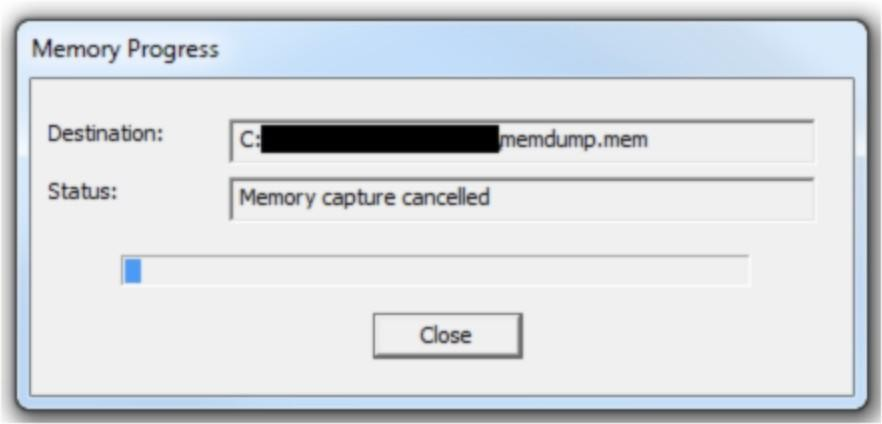 Memory Progress
Destination: C: memdump.mem
Status: Memory capture cancelled
Close